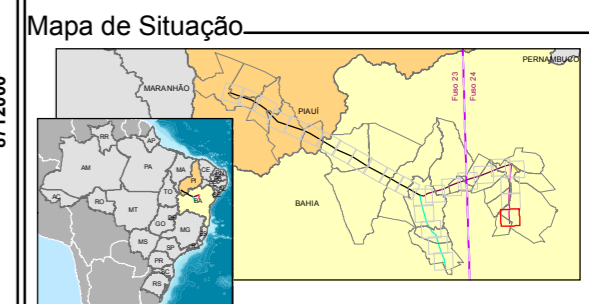 Mapa de Situação
MARANHÃO
PIAUÍ
PERNAMBUCO
Fuso 23
Fuso 24
BAHIA
RR
AP
AM
PA
MA
CE
PI
AC
TO
RO
BA
MT
GO
MG
MS
SP
PR
SC
RS